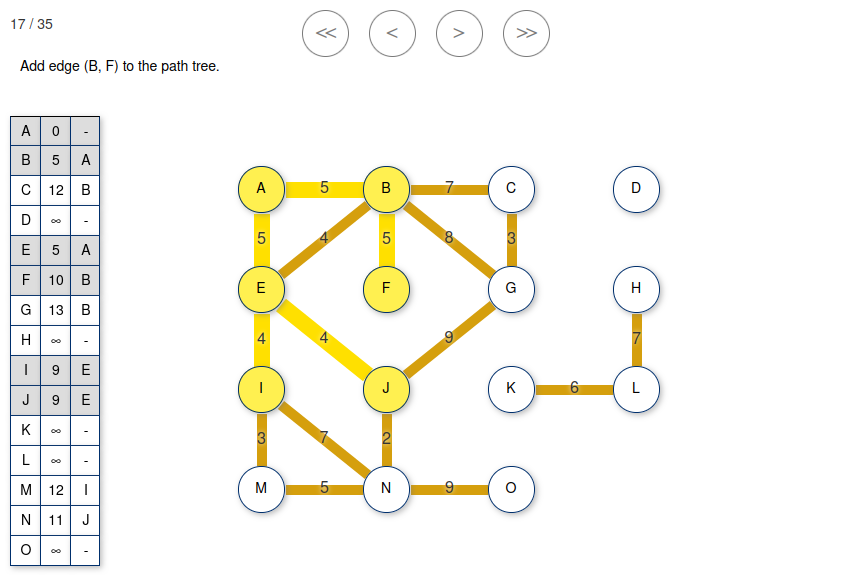 17 / 35
<< < > >>
Add edge (B, F) to the path tree.
A 0 -
B 5 A
C 12 B
D ∞ -
E 5 A
F 10 B
G 13 B
H ∞ -
I 9 E
J 9 E
K ∞ -
L ∞ -
M 12 I
N 11 J
O ∞ -
A 5 B 7 C D
5 4 5 8 3
E F G H
4 4 9 7
I J K 6 L
3 7 2
M 5 N 9 O